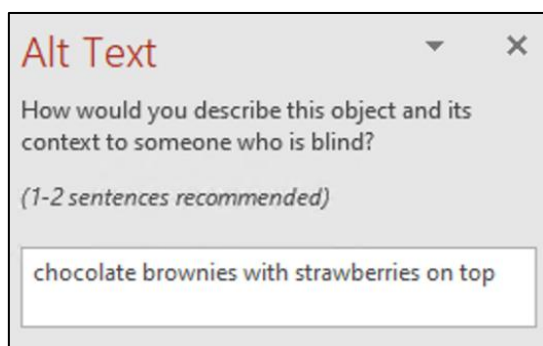 Alt Text
How would you describe this object and its
context to someone who is blind?
(1-2 sentences recommended)
chocolate brownies with strawberries on top